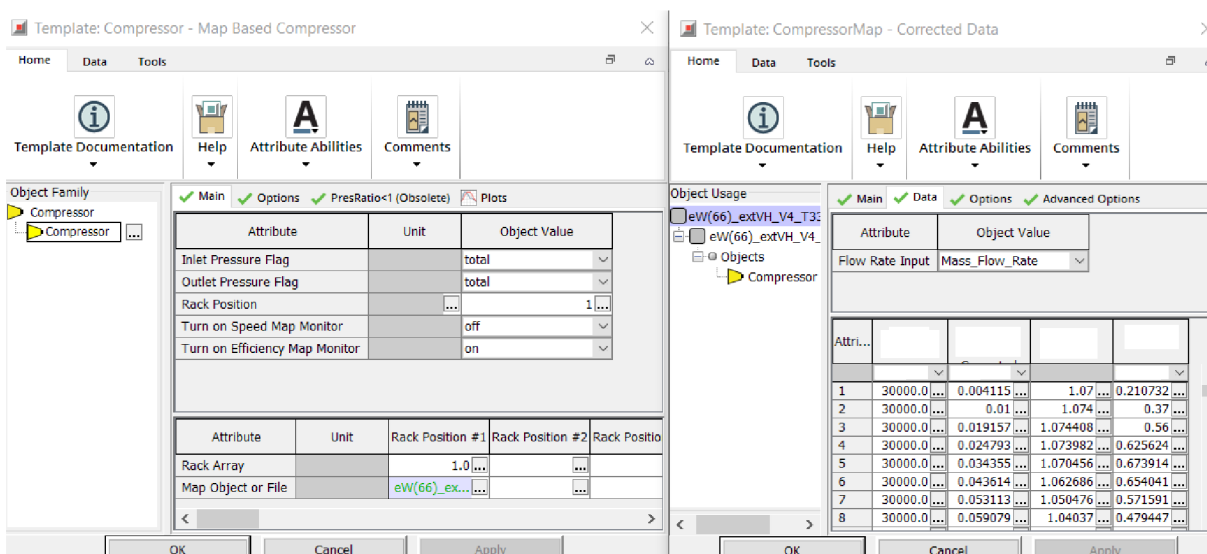 Template: Compressor - Map Based Compressor
Home Data Tools
Template Documentation Help Attribute Abilities Comments
Object Family
Compressor
Compressor ...
Main Options PresRatio<1 (Obsolete) Plots
Attribute Unit Object Value
Inlet Pressure Flag total
Outlet Pressure Flag total
Rack Position ... 1 ...
Turn on Speed Map Monitor off
Turn on Efficiency Map Monitor on
Attribute Unit Rack Position #1 Rack Position #2 Rack Positio
Rack Array 1.0 ... ...
Map Object or File eW(66)_ex... ... ...
OK Cancel Apply
Template: CompressorMap - Corrected Data
Home Data Tools
Template Documentation Help Attribute Abilities Comments
Object Usage
eW(66)_extVH_V4_T33
eW(66)_extVH_V4_
Objects
Compressor
Main Data Options Advanced Options
Attribute Object Value
Flow Rate Input Mass_Flow_Rate
Attri...
1 30000.0 ... 0.004115 ... 1.07 ... 0.210732 ...
2 30000.0 ... 0.01 ... 1.074 ... 0.37 ...
3 30000.0 ... 0.019157 ... 1.074408 ... 0.56 ...
4 30000.0 ... 0.024793 ... 1.073982 ... 0.625624 ...
5 30000.0 ... 0.034355 ... 1.070456 ... 0.673914 ...
6 30000.0 ... 0.043614 ... 1.062686 ... 0.654041 ...
7 30000.0 ... 0.053113 ... 1.050476 ... 0.571591 ...
8 30000.0 ... 0.059079 ... 1.04037 ... 0.479447 ...
OK Cancel Apply